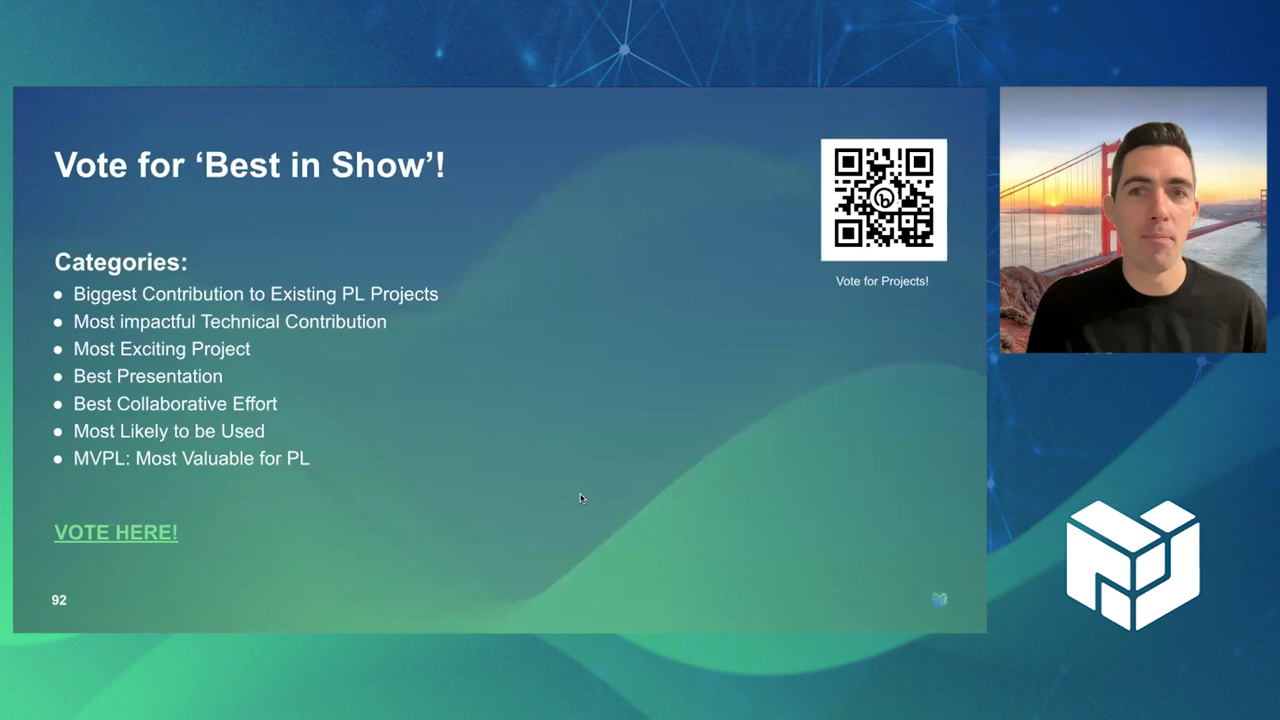 Vote for ‘Best in Show’!
Vote for Projects!
Categories:
● Biggest Contribution to Existing PL Projects
● Most impactful Technical Contribution
● Most Exciting Project
● Best Presentation
● Best Collaborative Effort
● Most Likely to be Used
● MVPL: Most Valuable for PL
VOTE HERE!
92